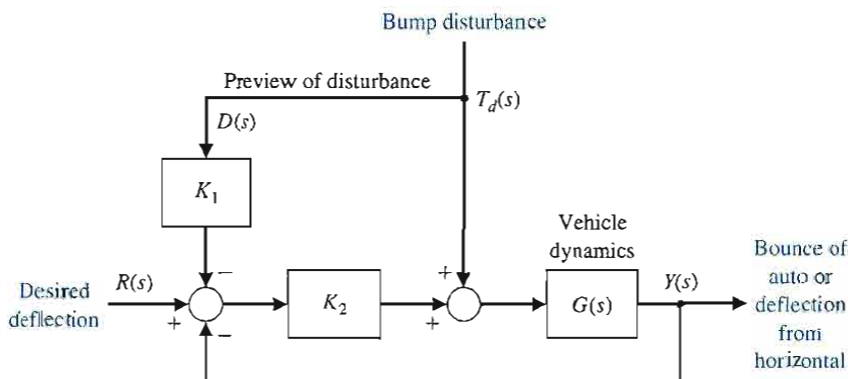 Bump disturbance
Preview of disturbance
T_d(s)
D(s)
K_1
Vehicle
dynamics
Desired
deflection
R(s)
+
−
−
K_2
+
+
G(s)
Y(s)
Bounce of
auto or
deflection
from
horizontal